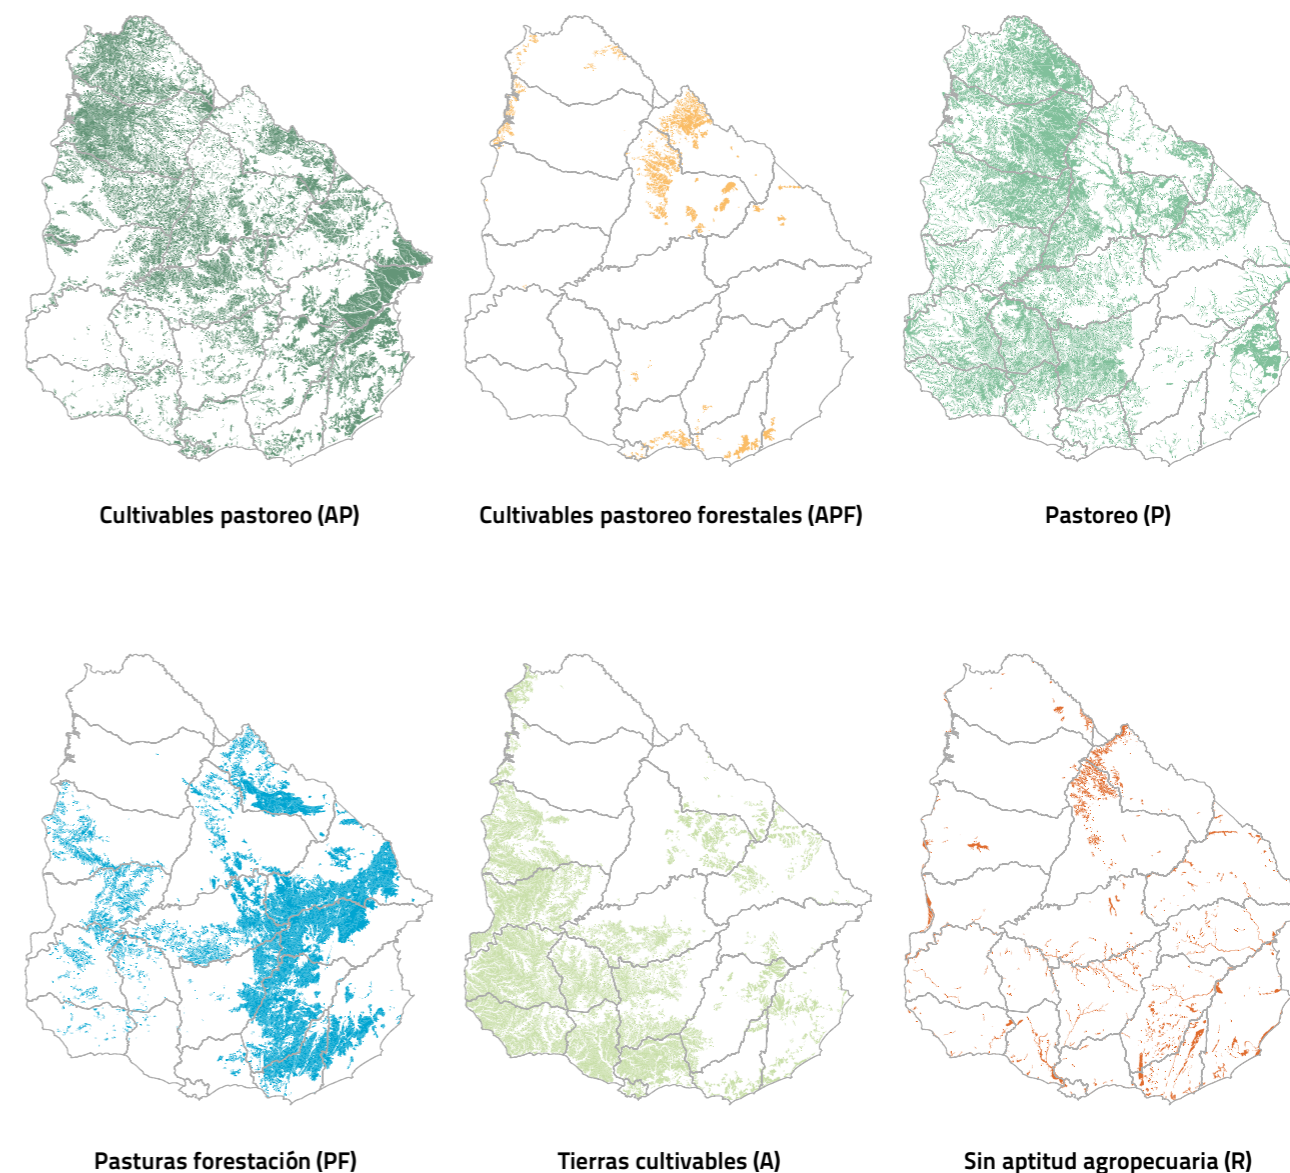 Cultivables pastoreo (AP)
Cultivables pastoreo forestales (APF)
Pastoreo (P)
Pasturas forestación (PF)
Tierras cultivables (A)
Sin aptitud agropecuaria (R)